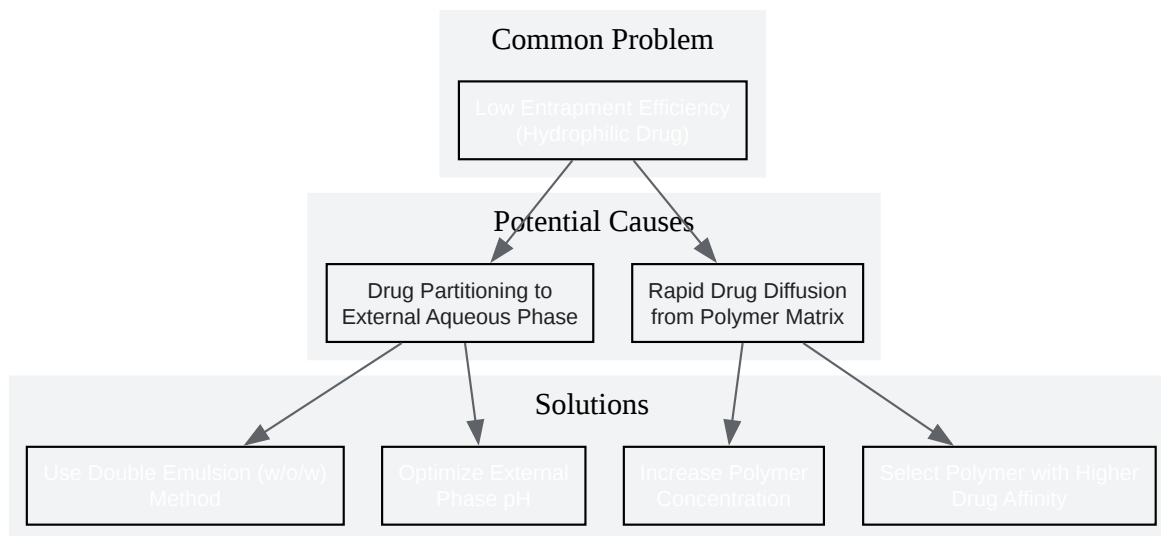 Common Problem
Low Entrapment Efficiency
(Hydrophilic Drug)
Potential Causes
Drug Partitioning to
External Aqueous Phase
Rapid Drug Diffusion
from Polymer Matrix
Solutions
Use Double Emulsion (w/o/w)
Method
Optimize External
Phase pH
Increase Polymer
Concentration
Select Polymer with Higher
Drug Affinity